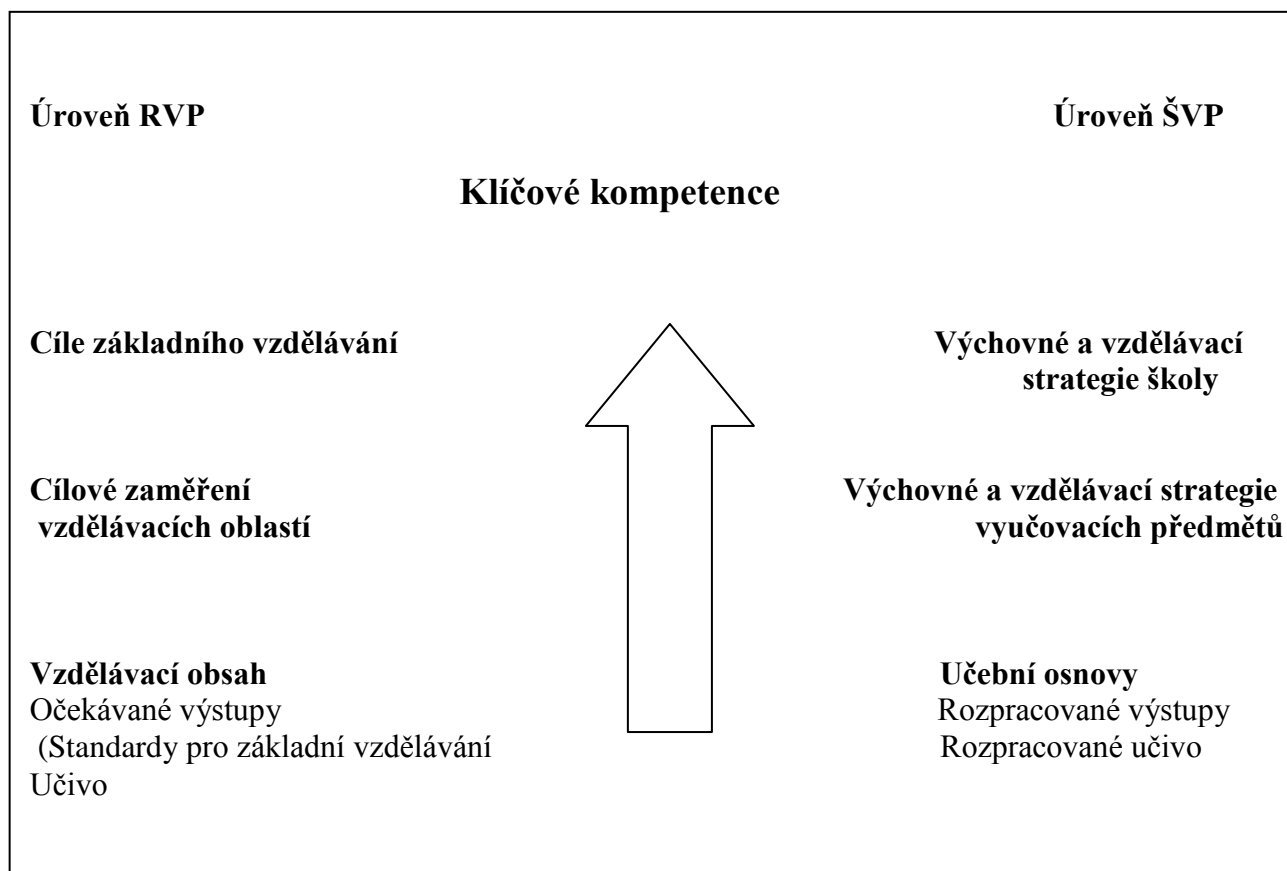 Úroveň RVP
Úroveň ŠVP
Klíčové kompetence
Cíle základního vzdělávání
Výchovné a vzdělávací
strategie školy
Cílové zaměření
vzdělávacích oblastí
Výchovné a vzdělávací strategie
vyučovacích předmětů
Vzdělávací obsah
Očekávané výstupy
(Standardy pro základní vzdělávání
Učivo
Učební osnovy
Rozpracované výstupy
Rozpracované učivo